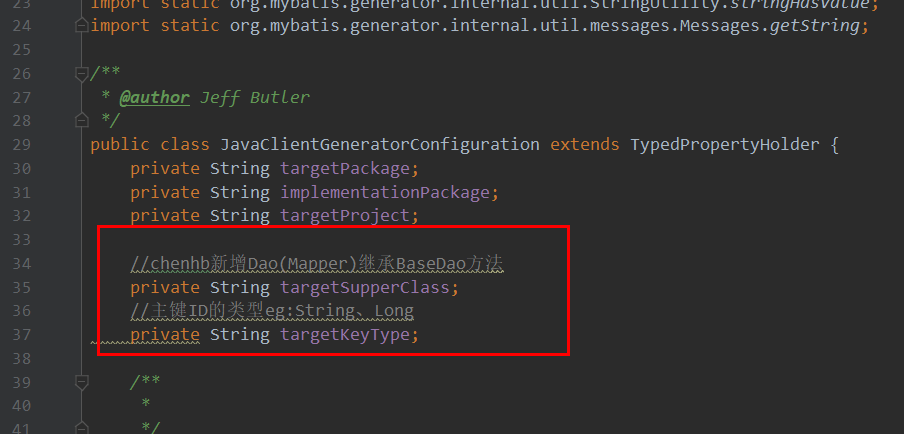 23 import static org.mybatis.generator.internal.util.StringUtility.stringHasValue;
24 import static org.mybatis.generator.internal.util.messages.Messages.getString;
25
26 /**
27 * @author Jeff Butler
28 */
29 public class JavaClientGeneratorConfiguration extends TypedPropertyHolder {
30 private String targetPackage;
31 private String implementationPackage;
32 private String targetProject;
33
34 //chenhb新增Dao(Mapper)继承BaseDao方法
35 private String targetSupperClass;
36 //主键ID的类型eg:String、Long
37 private String targetKeyType;
38
39 /**
40 *
41 */